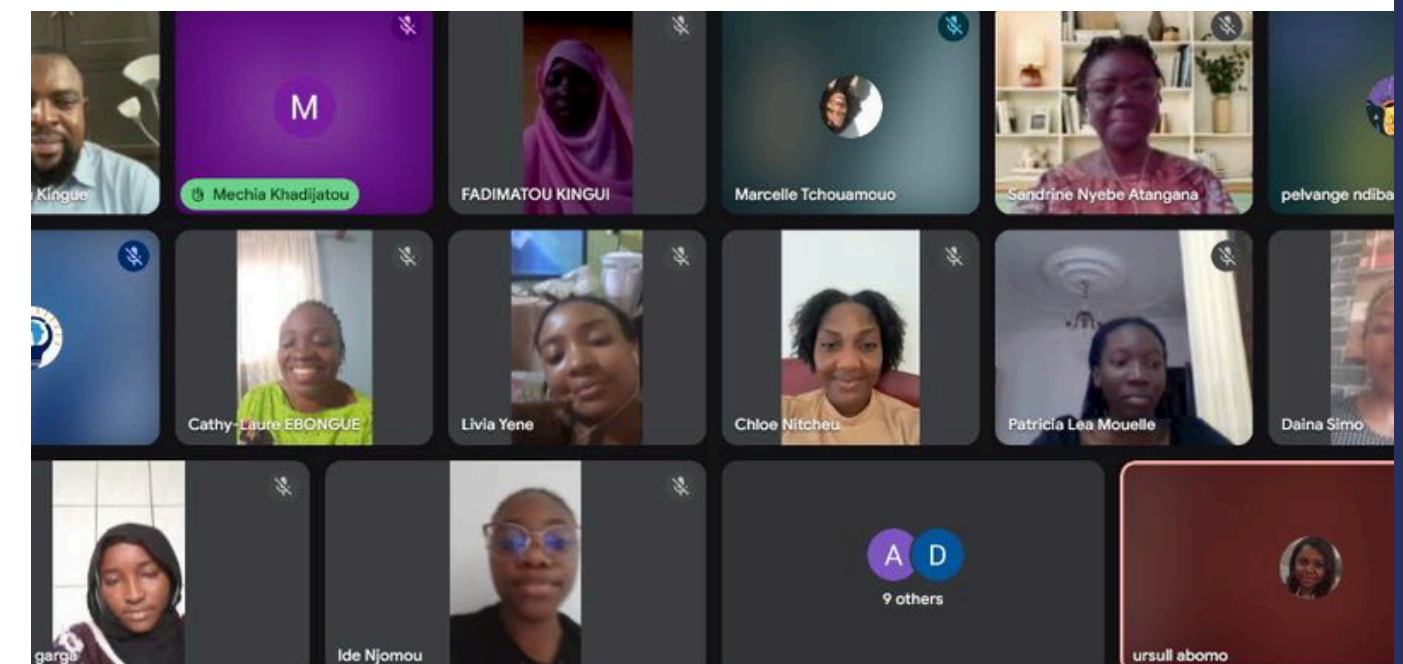 Kingue
M
Mechia Khadijatou
FADIMATOU KINGUI
Marcelle Tchouamouo
Sandrine Nyebe Atangana
pelvange ndiba
Cathy-Laure EBONGUE
Livia Yene
Chloe Nitcheu
Patricia Lea Mouelle
Daina Simo
garga
Ide Njomou
A D
9 others
ursull abomo